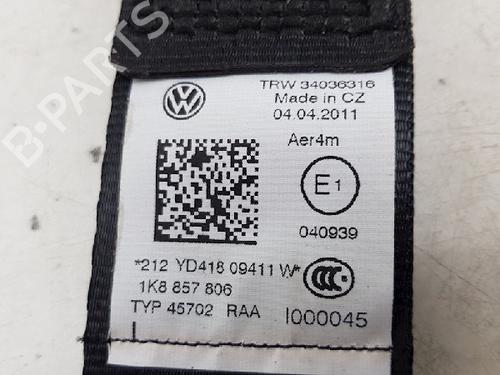 B-PARTS
TRW 34036316
Made in CZ
04.04.2011
Aer4m
E1
040939
*212 YD418 09411 W*
1K8 857 806
CCC
TYP 45702 RAA
I000045
I